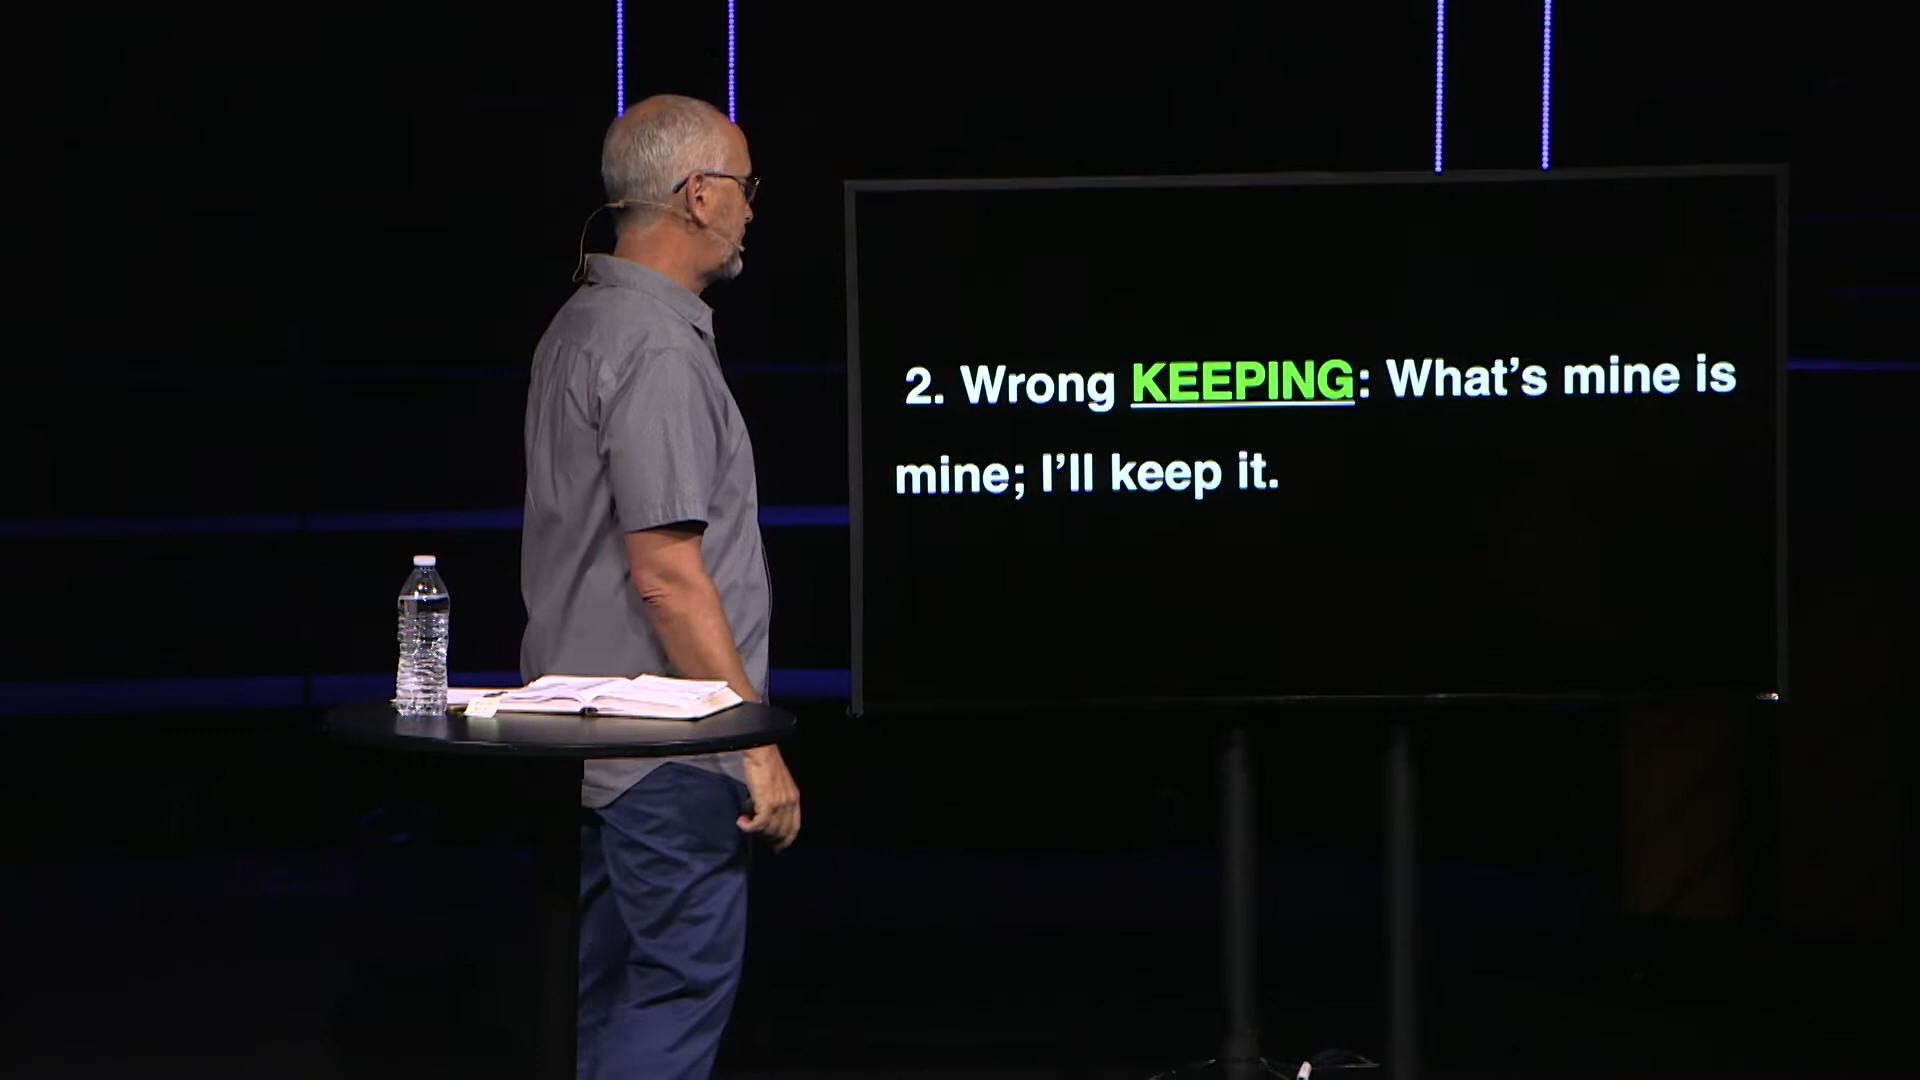 2. Wrong KEEPING: What’s mine is
mine; I’ll keep it.